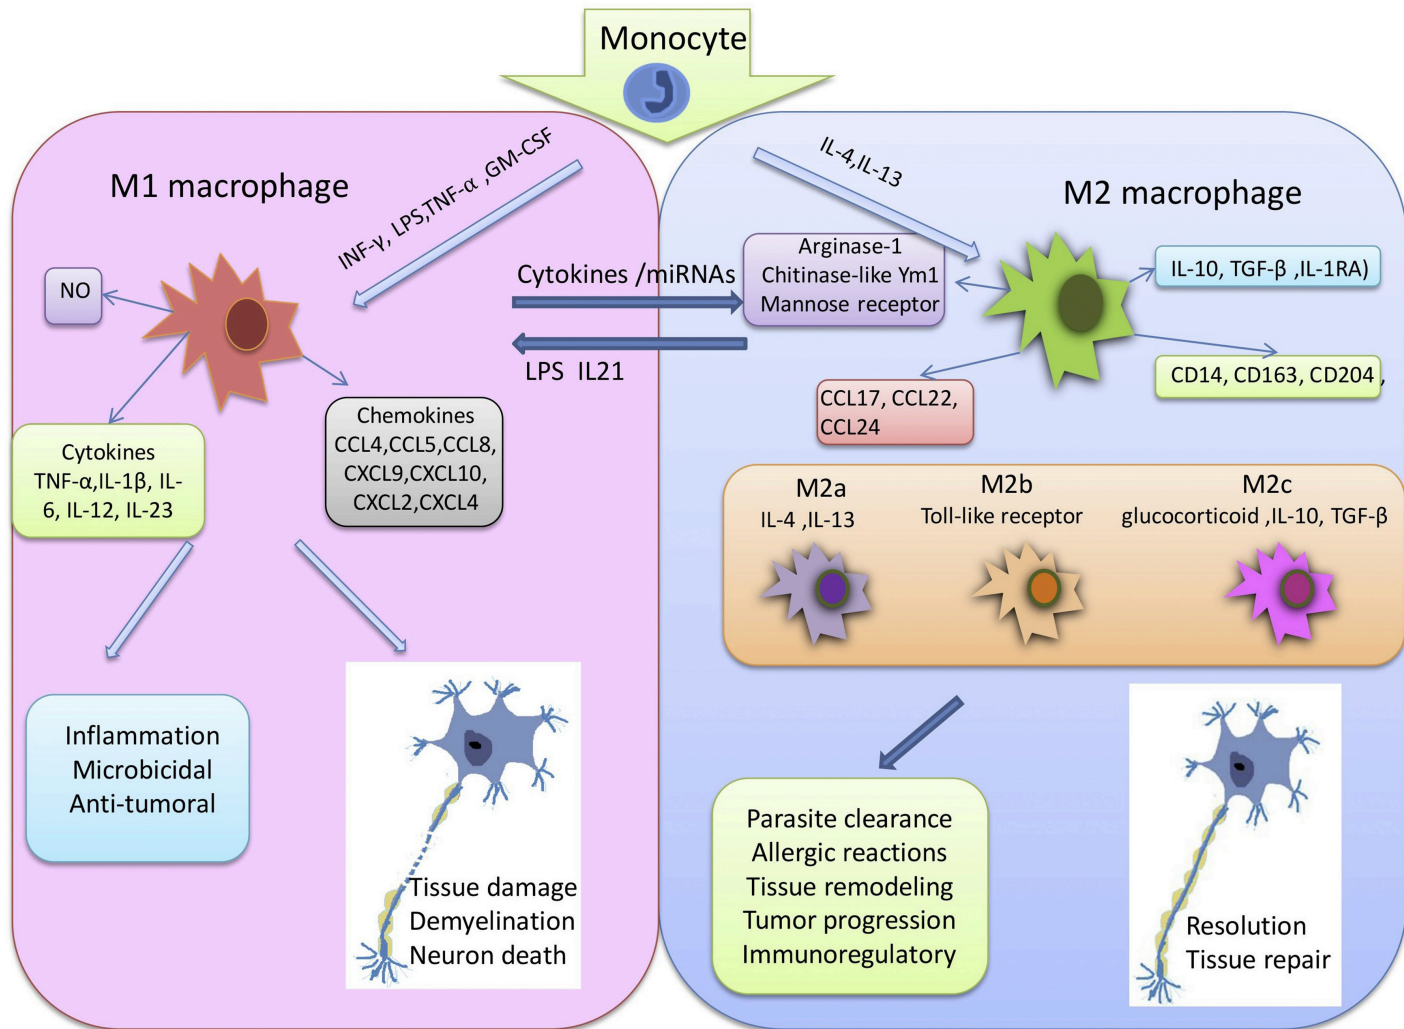 Monocyte
M1 macrophage
INF-γ, LPS,TNF-α ,GM-CSF
NO
Cytokines
TNF-α,IL-1β, IL-
6, IL-12, IL-23
Chemokines
CCL4,CCL5,CCL8,
CXCL9,CXCL10,
CXCL2,CXCL4
Inflammation
Microbicidal
Anti-tumoral
Tissue damage
Demyelination
Neuron death
Cytokines /miRNAs
LPS IL21
IL-4,IL-13
M2 macrophage
Arginase-1
Chitinase-like Ym1
Mannose receptor
IL-10, TGF-β ,IL-1RA)
CD14, CD163, CD204 ,
CCL17, CCL22,
CCL24
M2a
IL-4 ,IL-13
M2b
Toll-like receptor
M2c
glucocorticoid ,IL-10, TGF-β
Parasite clearance
Allergic reactions
Tissue remodeling
Tumor progression
Immunoregulatory
Resolution
Tissue repair